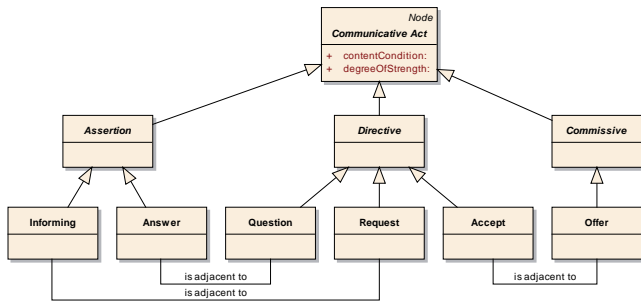 Node
Communicative Act
+ contentCondition:
+ degreeOfStrength:
Assertion
Directive
Commissive
Informing
Answer
Question
Request
Accept
Offer
is adjacent to
is adjacent to
is adjacent to